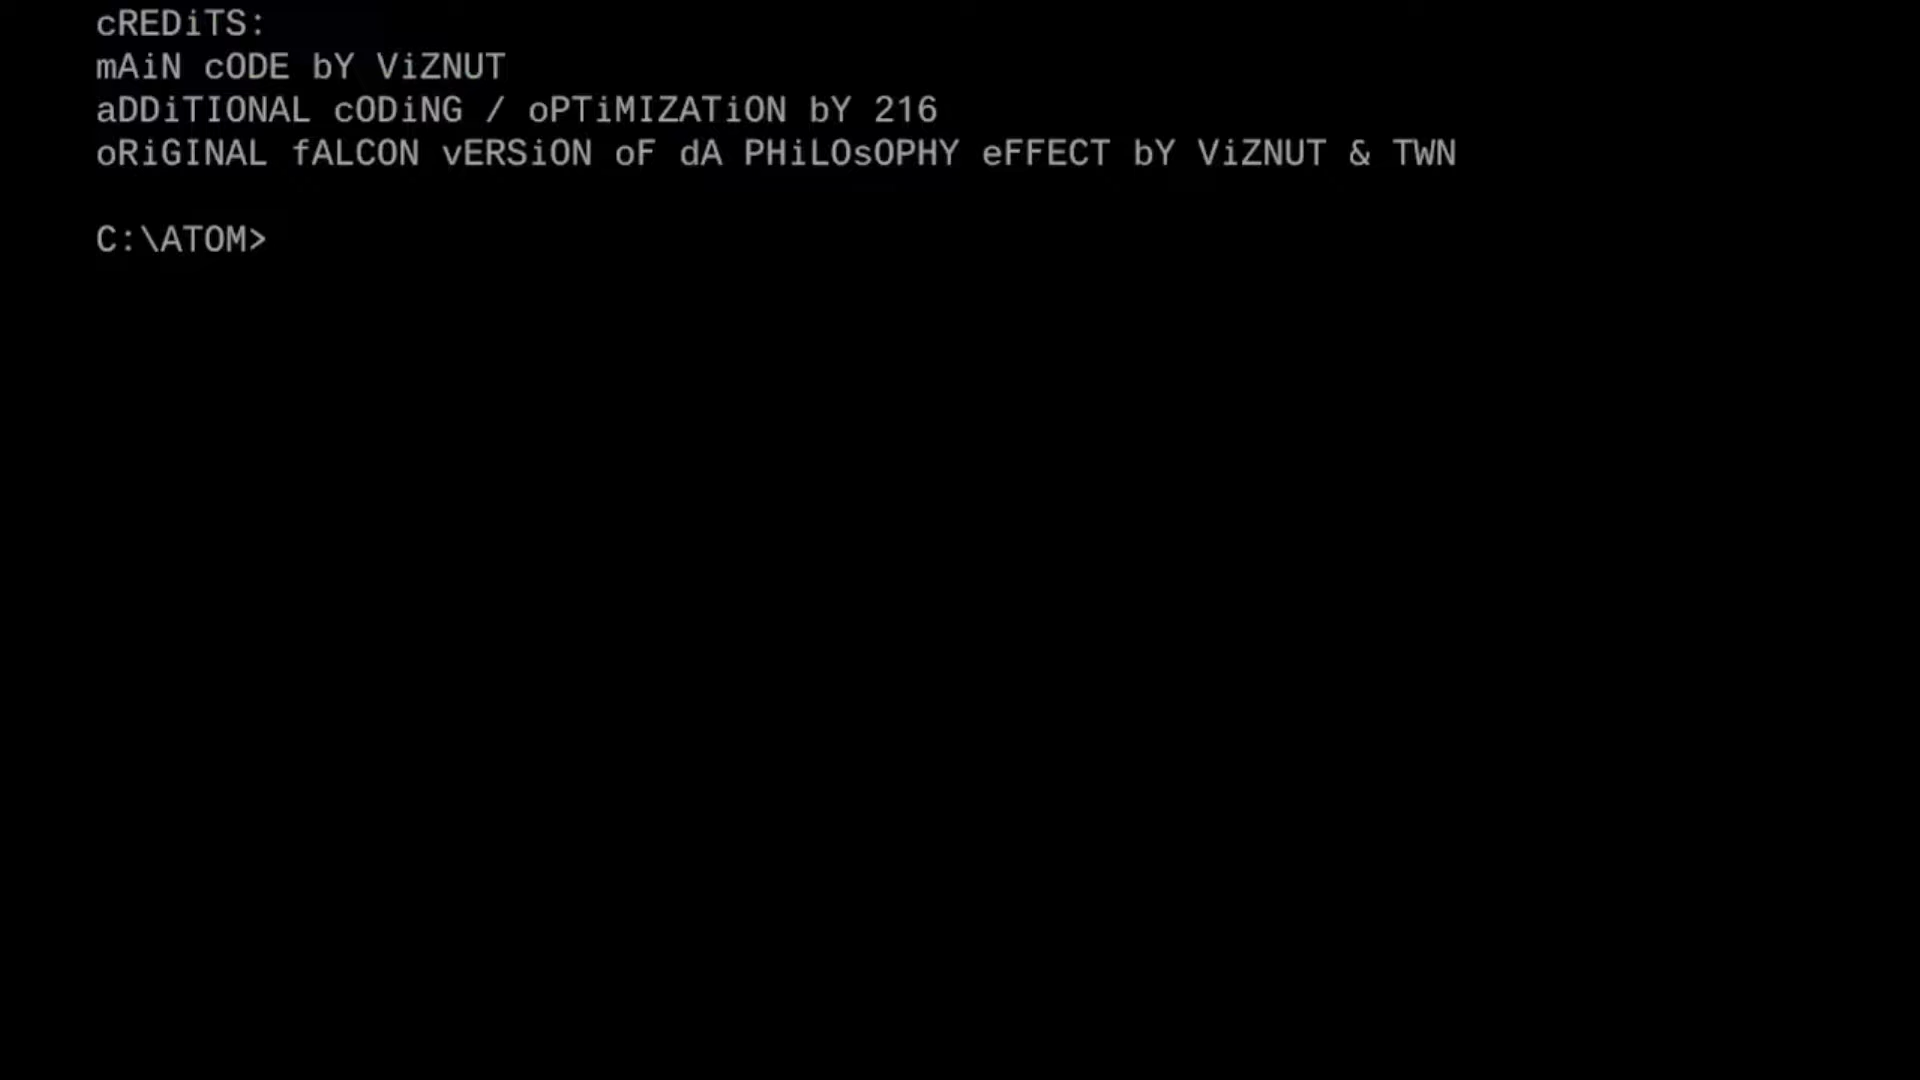 cREDiTS:
mAiN cODE bY ViZNUT
aDDiTIONAL cODiNG / oPTiMIZATiON bY 216
oRiGINAL fALCON vERSiON oF dA PHiLOsOPHY eFFECT bY ViZNUT & TWN
C:\ATOM>